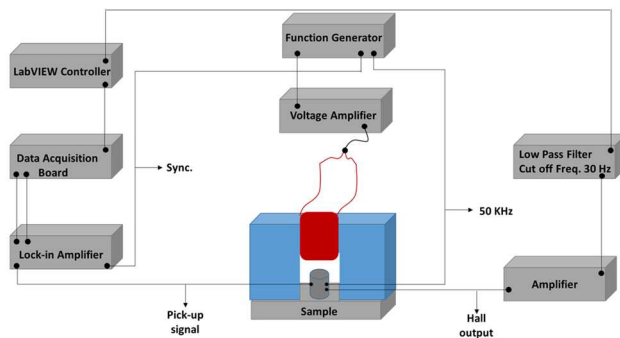 Function Generator
LabVIEW Controller
Voltage Amplifier
Data Acquisition
Board
Low Pass Filter
Cut off Freq. 30 Hz
Sync.
50 KHz
Lock-in Amplifier
Amplifier
Pick-up
signal
Sample
Hall
output